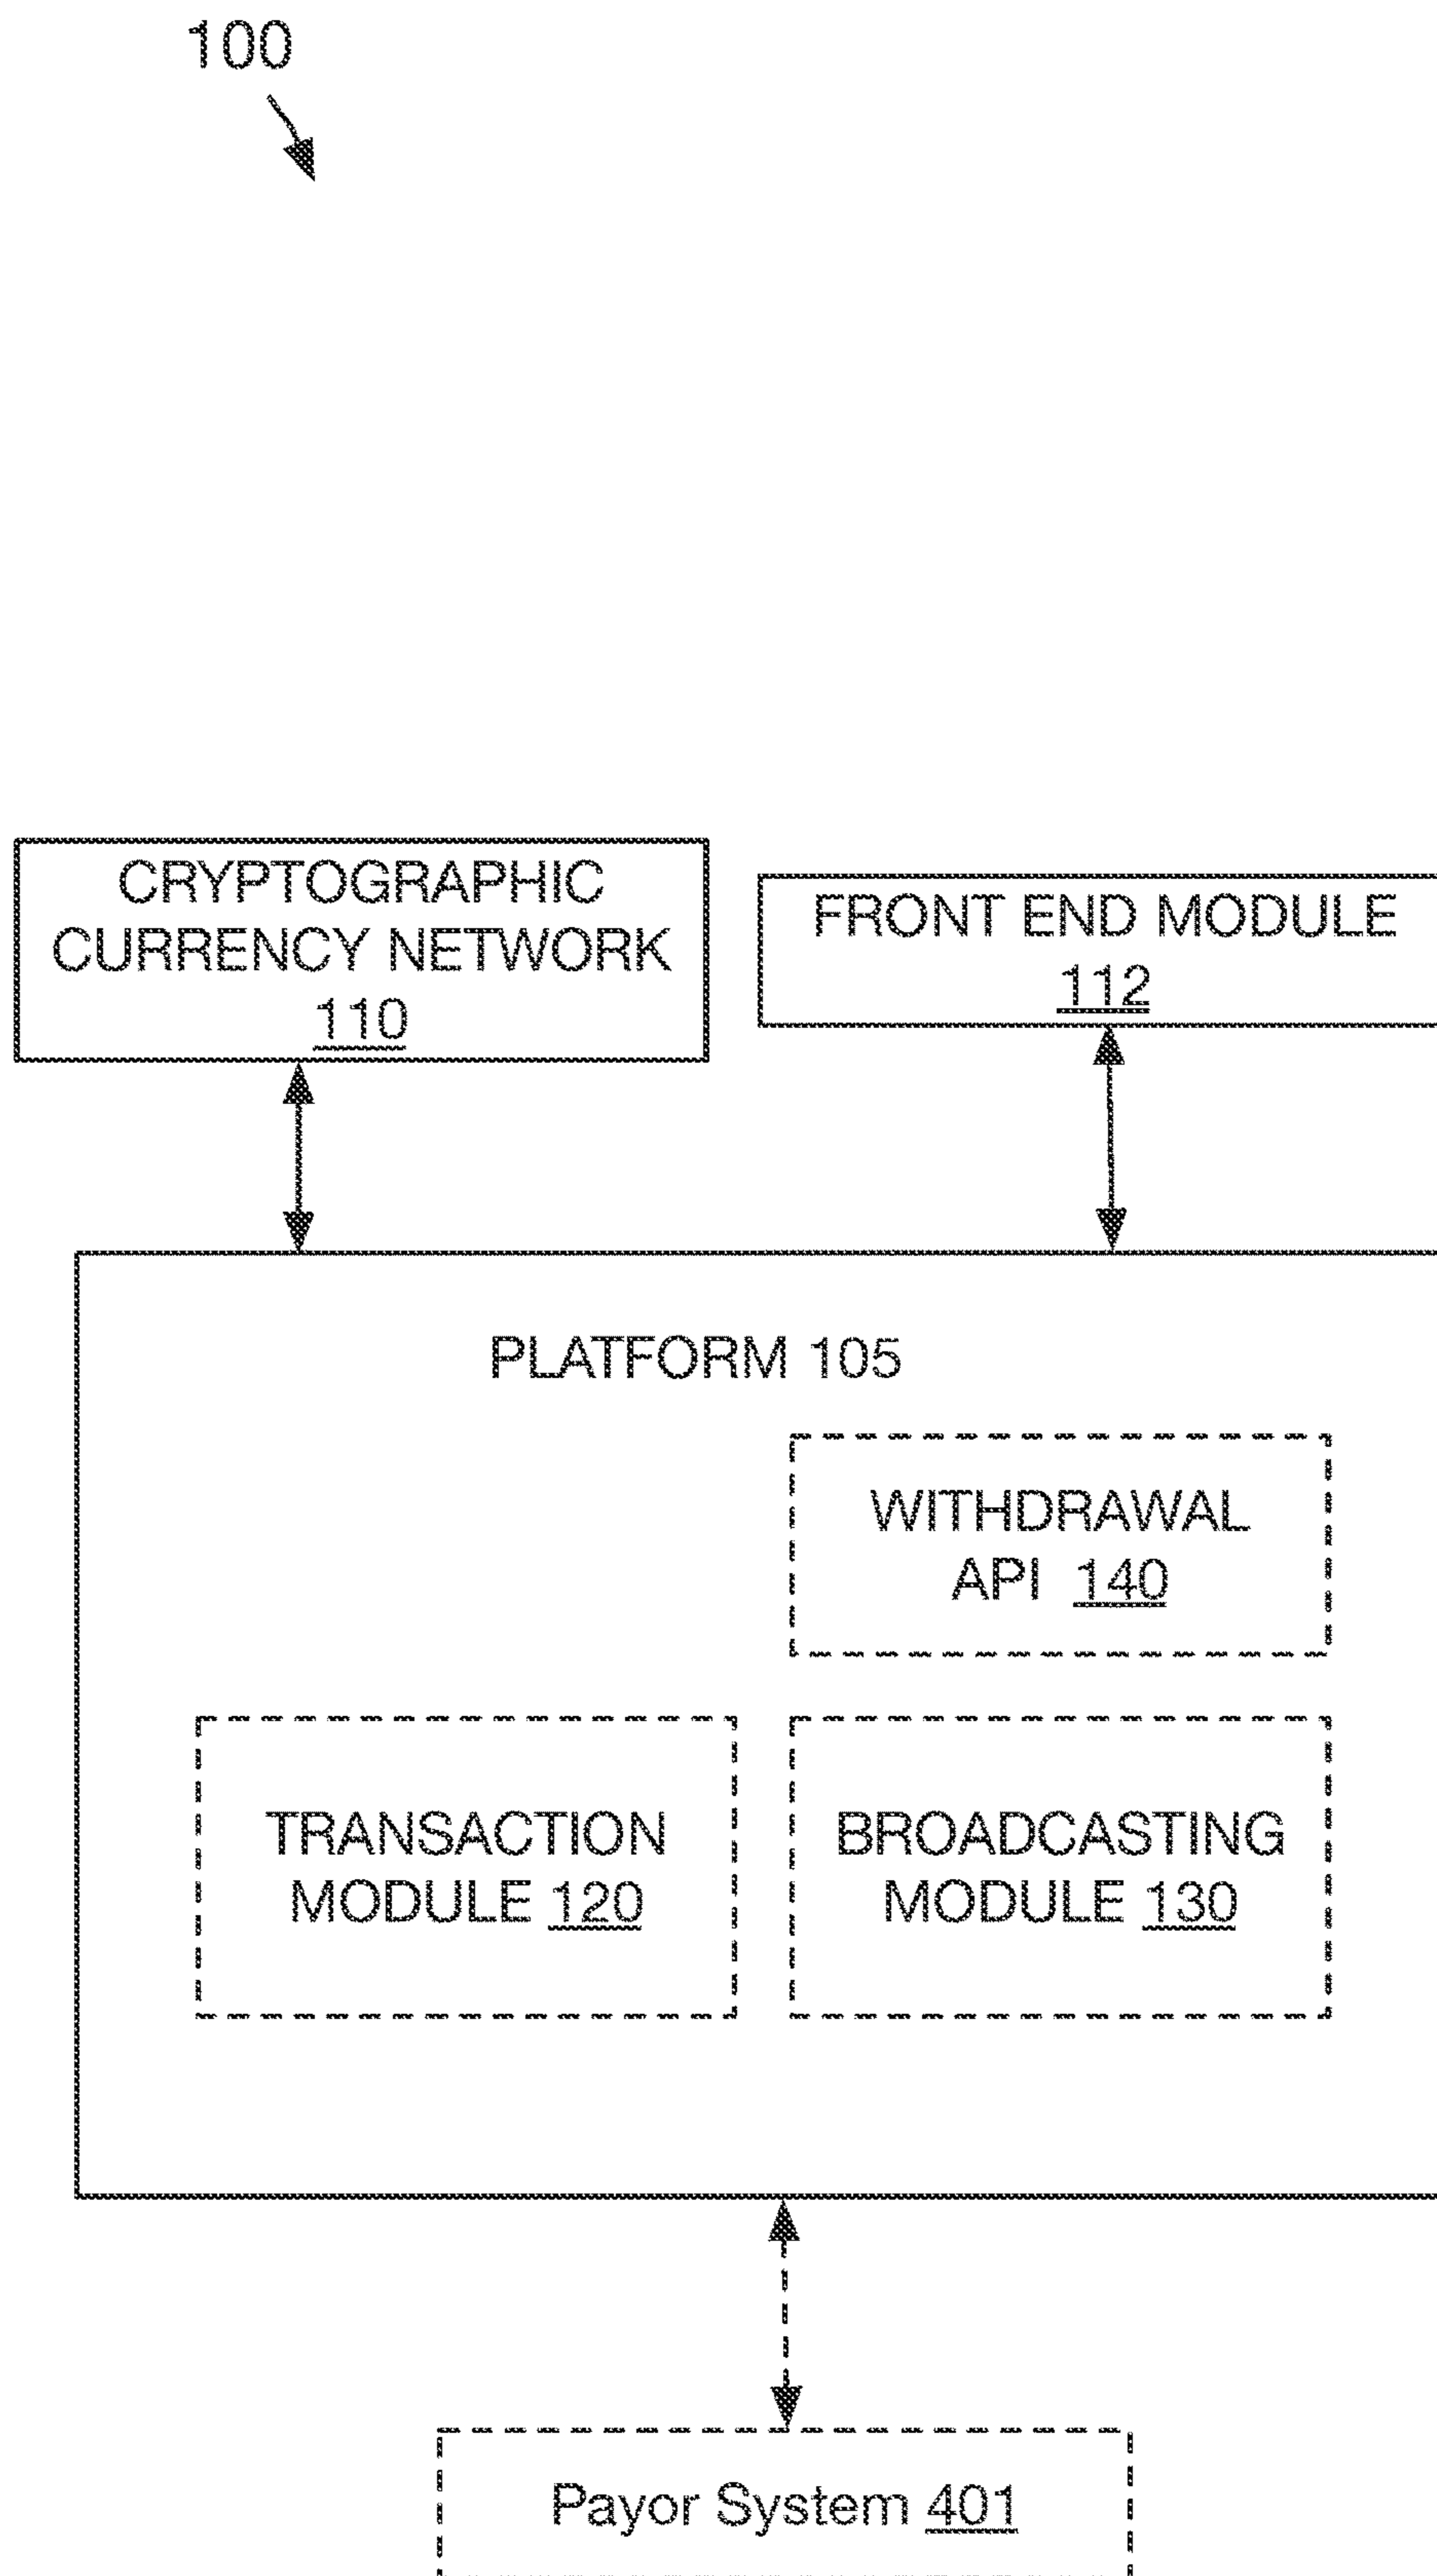 100
CRYPTOGRAPHIC
CURRENCY NETWORK
110
FRONT END MODULE
112
PLATFORM 105
WITHDRAWAL
API 140
TRANSACTION
MODULE 120
BROADCASTING
MODULE 130
Payor System 401